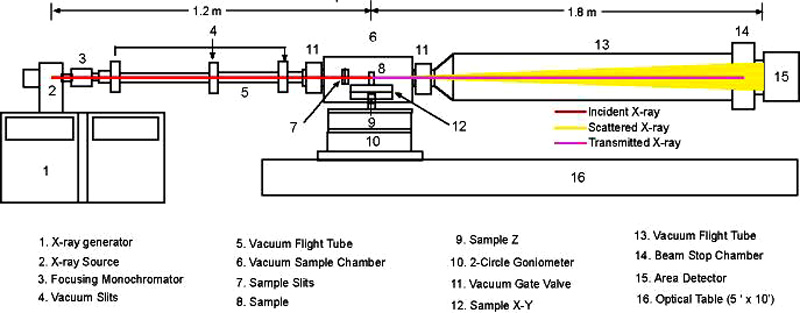 1.2 m
1.8 m
4
6
14
3
11
11
13
8
2
5
15
7
9
12
Incident X-ray
Scattered X-ray
Transmitted X-ray
10
1
16
1. X-ray generator
2. X-ray Source
3. Focusing Monochromator
4. Vacuum Slits
5. Vacuum Flight Tube
6. Vacuum Sample Chamber
7. Sample Slits
8. Sample
9. Sample Z
10. 2-Circle Goniometer
11. Vacuum Gate Valve
12. Sample X-Y
13. Vacuum Flight Tube
14. Beam Stop Chamber
15. Area Detector
16. Optical Table (5 ' x 10')